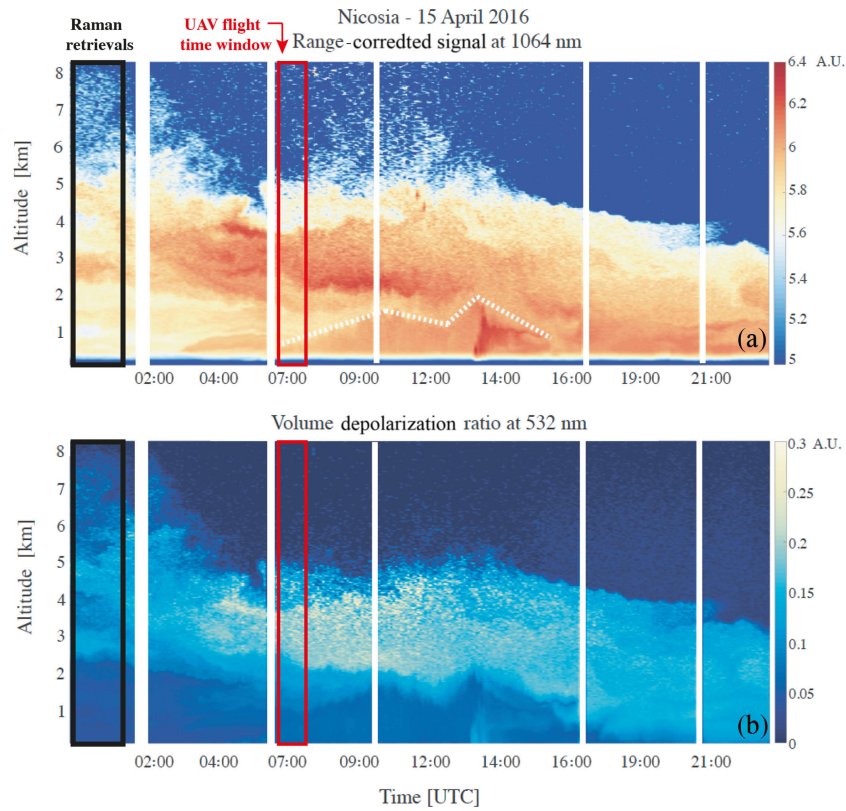 Nicosia - 15 April 2016
Raman retrievals
UAV flight time window
Range-corredted signal at 1064 nm
8
7
6
5
4
3
2
1
Altitude [km]
6.4 A.U.
6.2
6
5.8
5.6
5.4
5.2
5
(a)
02:00 04:00 07:00 09:00 12:00 14:00 16:00 19:00 21:00
Volume depolarization ratio at 532 nm
8
7
6
5
4
3
2
1
Altitude [km]
0.3 A.U.
0.25
0.2
0.15
0.1
0.05
0
(b)
02:00 04:00 07:00 09:00 12:00 14:00 16:00 19:00 21:00
Time [UTC]